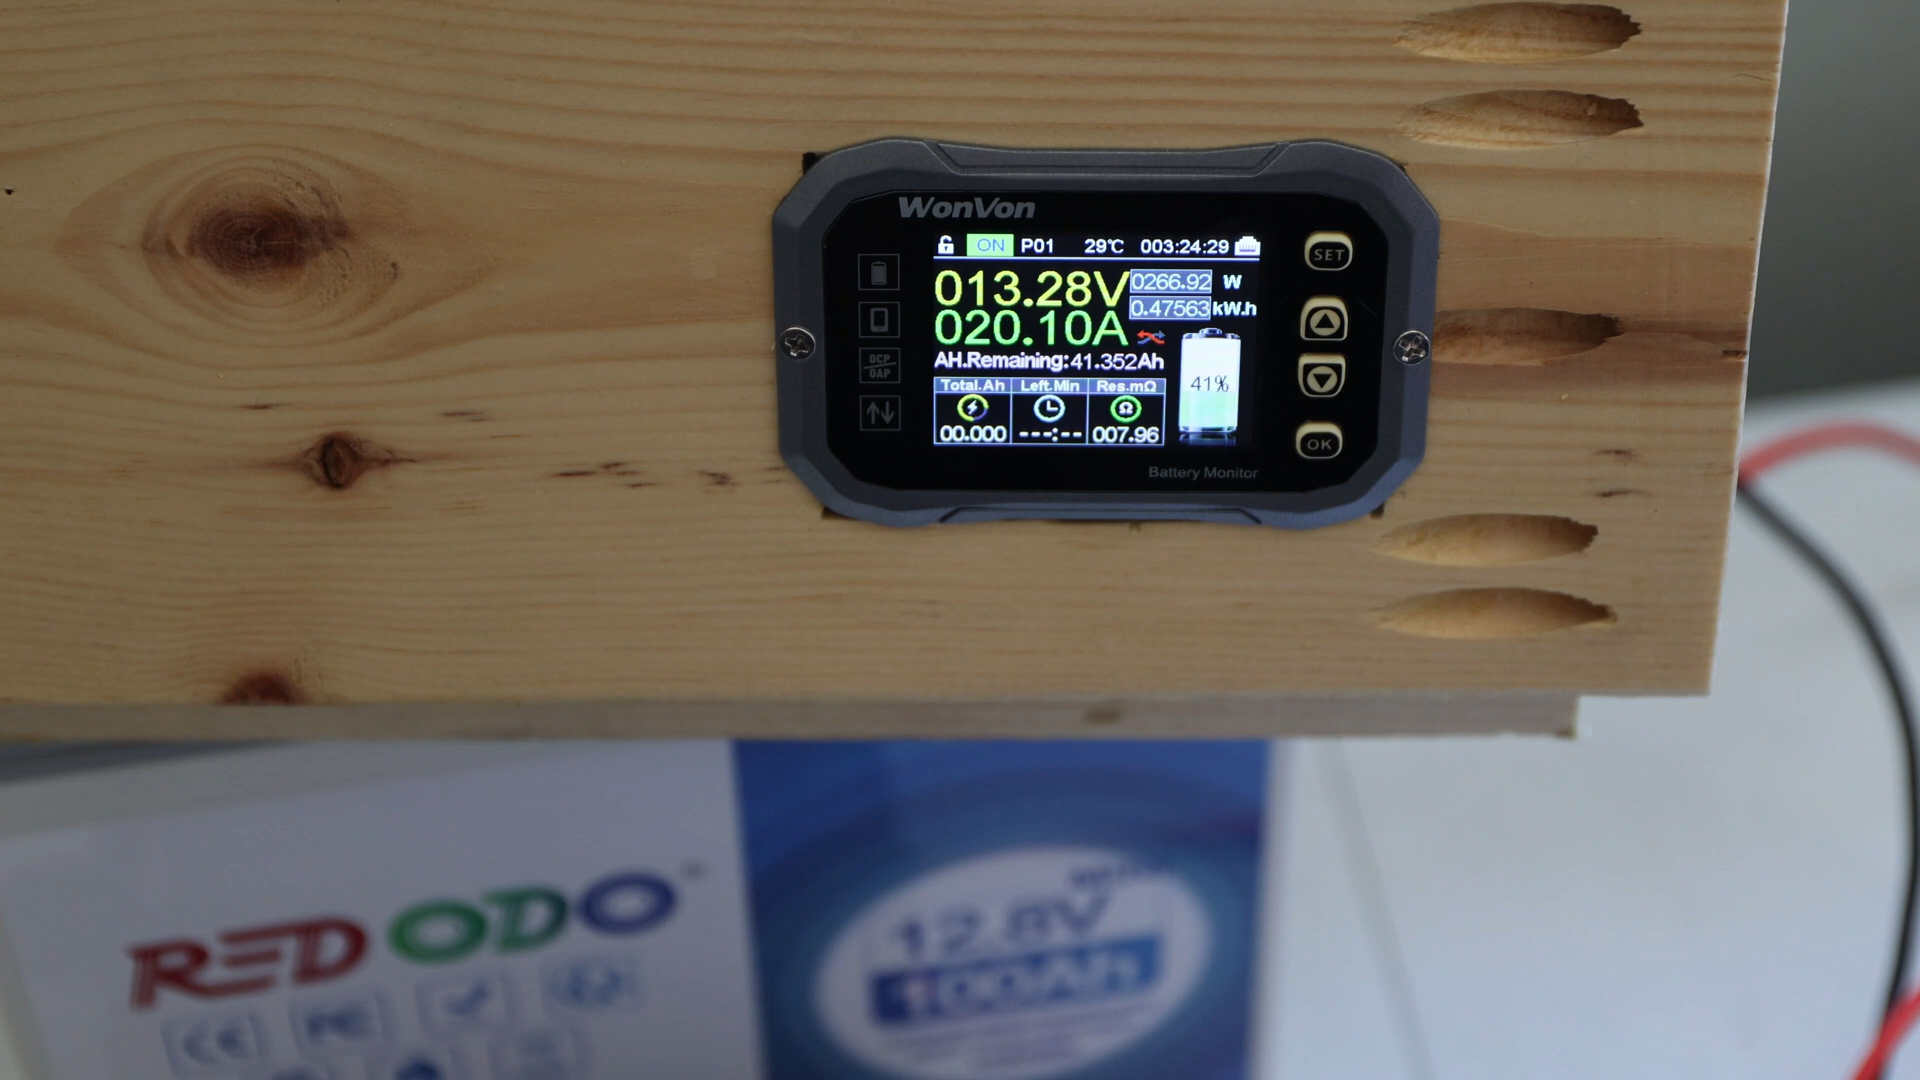 WonVon
ON P01 29℃ 003:24:29
013.28V 0266.92 W
0.47563 kW.h
020.10A
AH.Remaining:41.352Ah
41%
Total.Ah Left.Min Res.mΩ
00.000 ---:-- 007.96
Battery Monitor
OCP
OAP
SET
OK
REDODO
CE FC
12.8V
100Ah